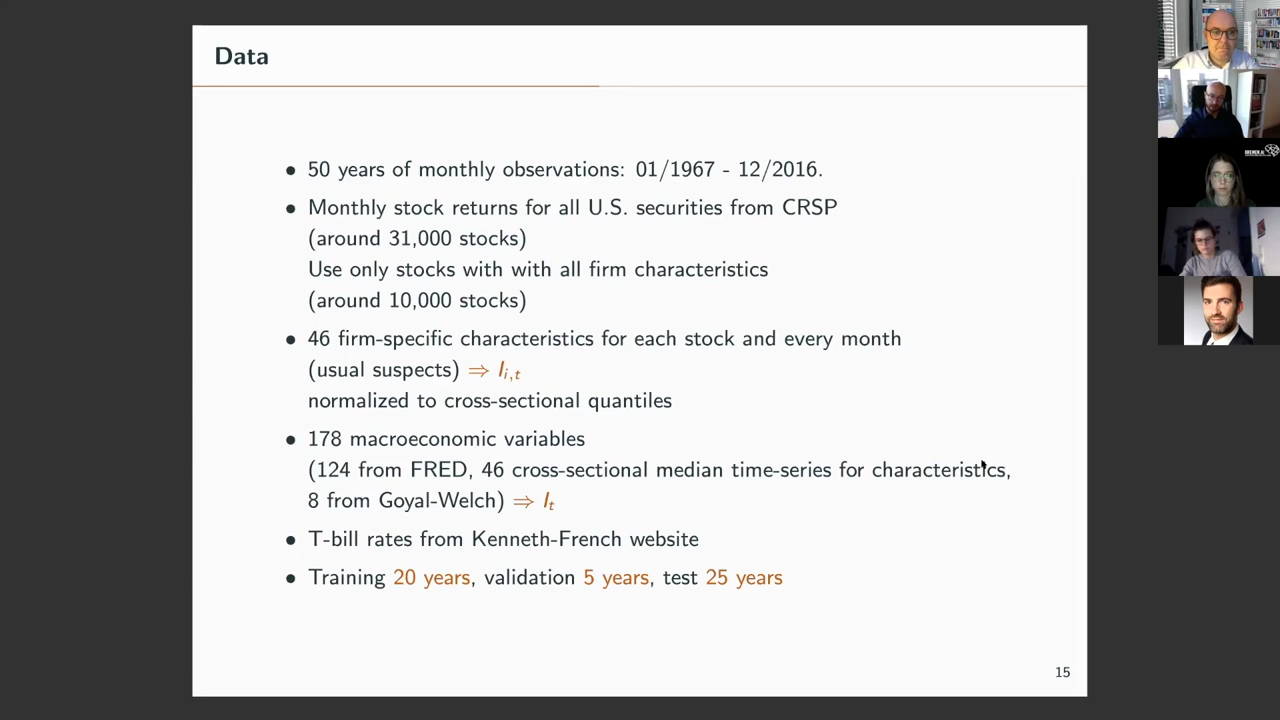 Data
• 50 years of monthly observations: 01/1967 - 12/2016.
• Monthly stock returns for all U.S. securities from CRSP
(around 31,000 stocks)
Use only stocks with with all firm characteristics
(around 10,000 stocks)
• 46 firm-specific characteristics for each stock and every month
(usual suspects) ⇒ I_{i,t}
normalized to cross-sectional quantiles
• 178 macroeconomic variables
(124 from FRED, 46 cross-sectional median time-series for characteristics,
8 from Goyal-Welch) ⇒ I_t
• T-bill rates from Kenneth-French website
• Training 20 years, validation 5 years, test 25 years
15
BREMEN.AI